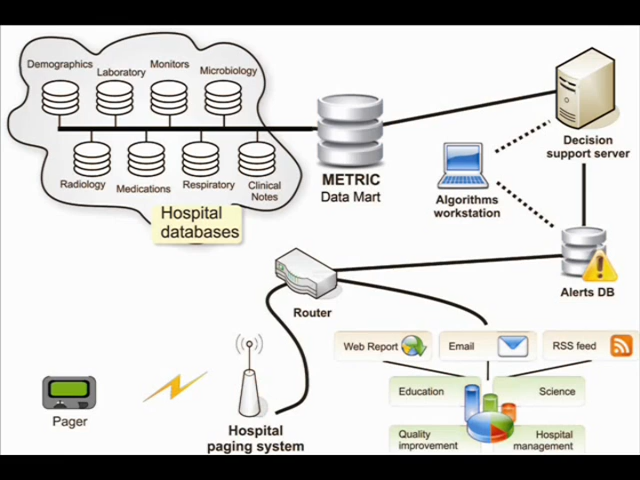 Demographics
Laboratory
Monitors
Microbiology
Radiology
Medications
Respiratory
Clinical
Notes
Hospital
databases
METRIC
Data Mart
Decision
support server
Algorithms
workstation
Alerts DB
Router
Web Report
Email
RSS feed
Education
Science
Quality
improvement
Hospital
management
Pager
Hospital
paging system